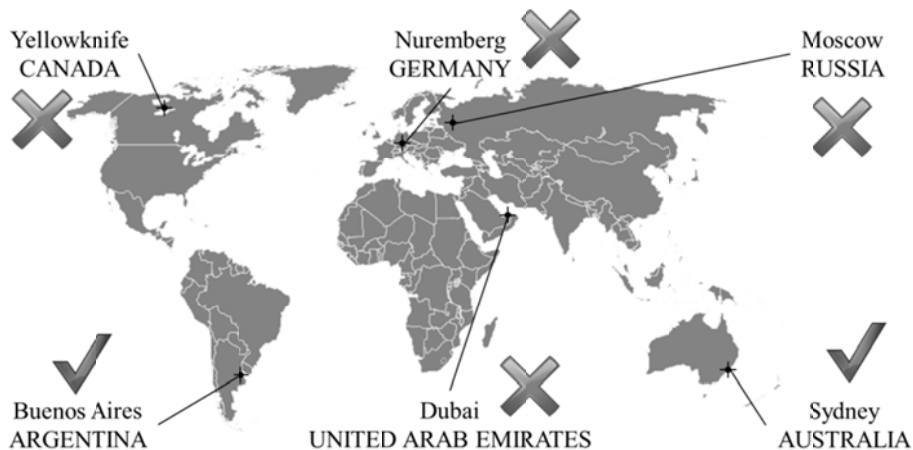 Yellowknife
CANADA
Nuremberg
GERMANY
Moscow
RUSSIA
Buenos Aires
ARGENTINA
Dubai
UNITED ARAB EMIRATES
Sydney
AUSTRALIA